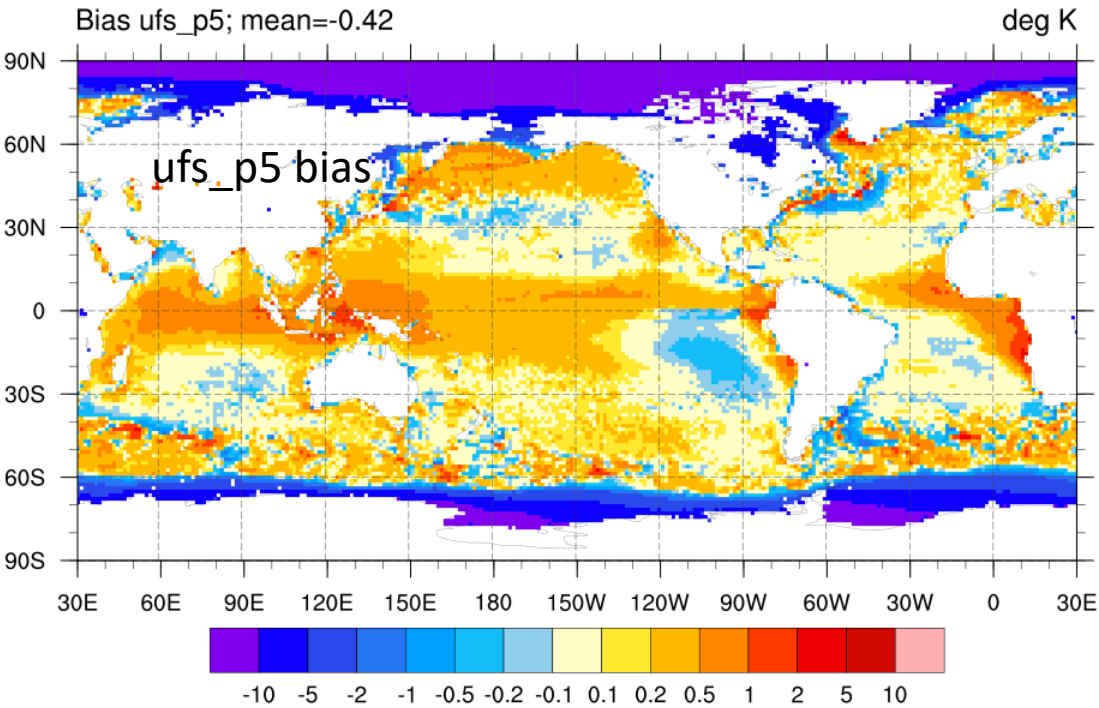 Bias ufs_p5; mean=-0.42 deg K
90N
60N
30N
0
30S
60S
90S
ufs_p5 bias
30E 60E 90E 120E 150E 180 150W 120W 90W 60W 30W 0 30E
-10 -5 -2 -1 -0.5 -0.2 -0.1 0.1 0.2 0.5 1 2 5 10